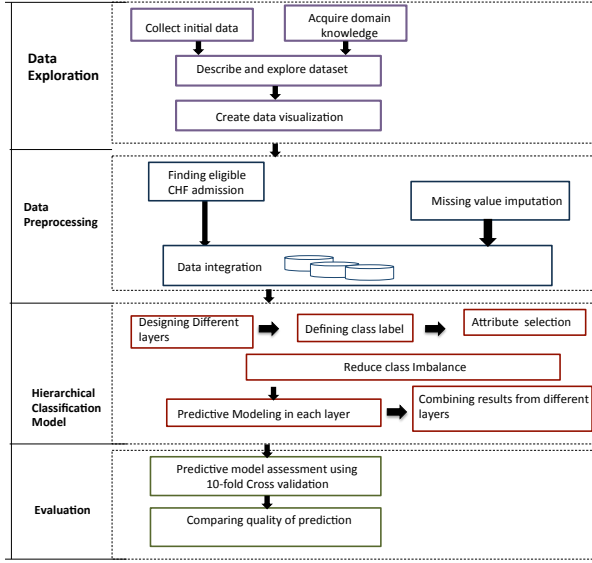 Data
Exploration
Collect initial data
Acquire domain
knowledge
Describe and explore dataset
Create data visualization
Data
Preprocessing
Finding eligible
CHF admission
Missing value imputation
Data integration
Hierarchical
Classification
Model
Designing Different
layers
Defining class label
Attribute selection
Reduce class Imbalance
Predictive Modeling in each layer
Combining results from different
layers
Evaluation
Predictive model assessment using
10-fold Cross validation
Comparing quality of prediction